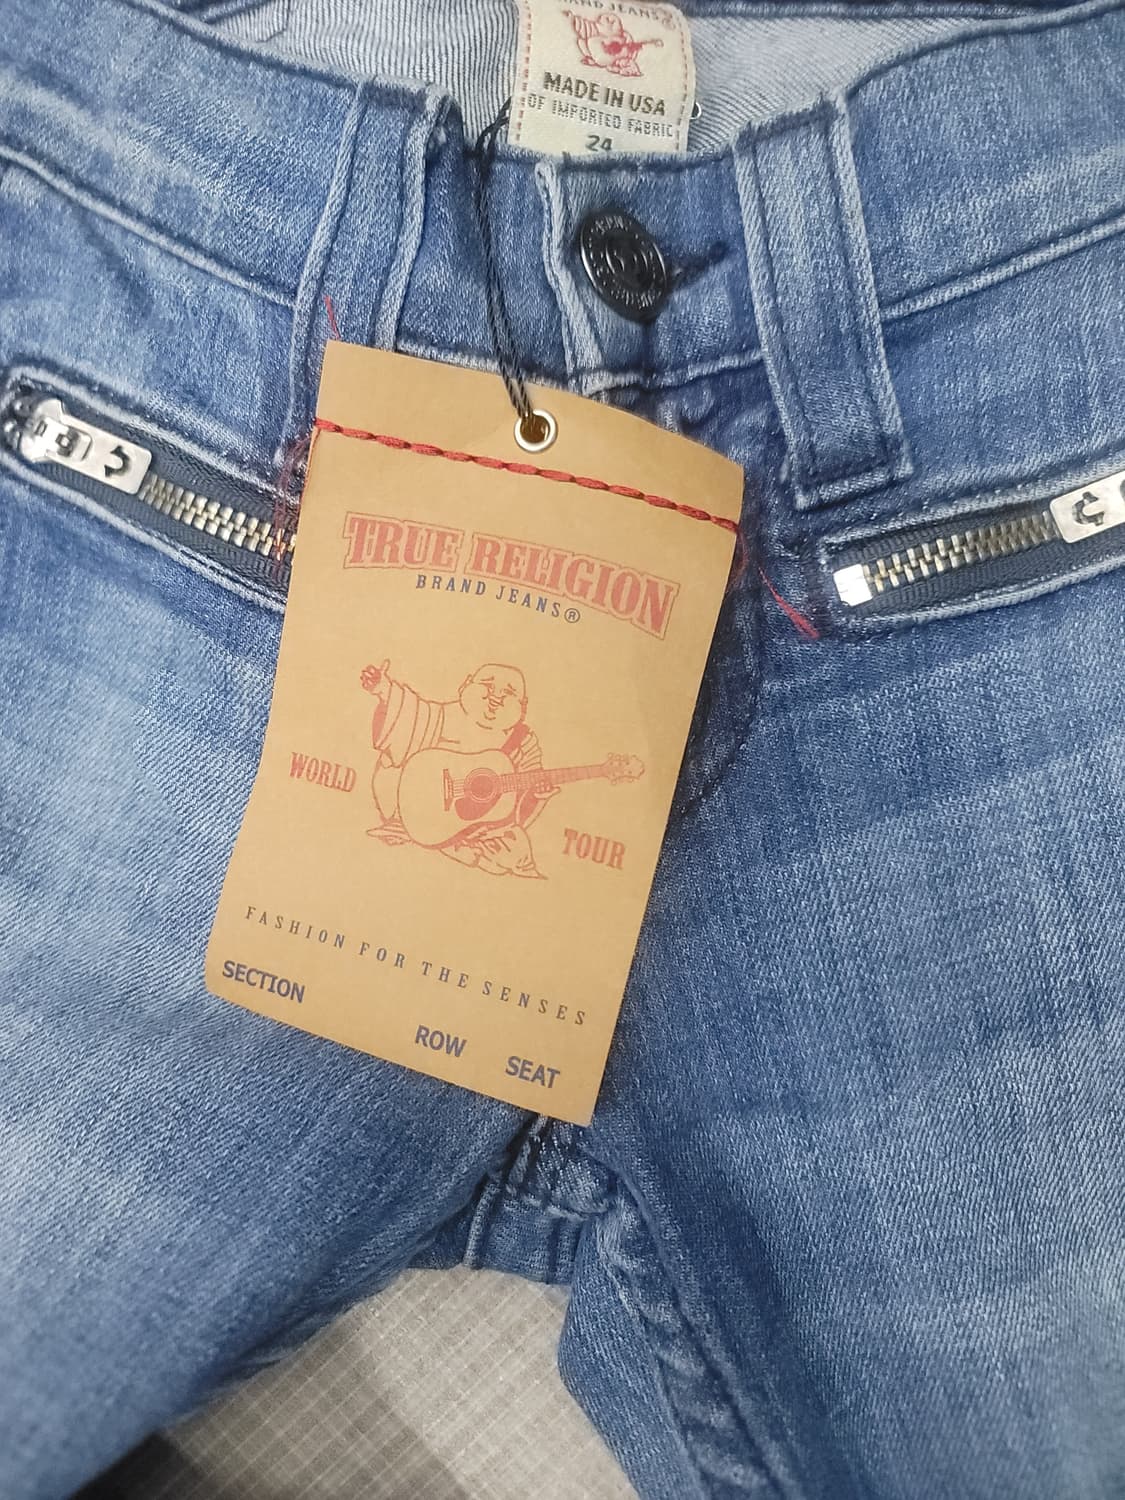 BRAND JEANS
MADE IN USA
OF IMPORTED FABRIC
24
TRUE RELIGION
BRAND JEANS®
WORLD
TOUR
FASHION FOR THE SENSES
SECTION
ROW
SEAT